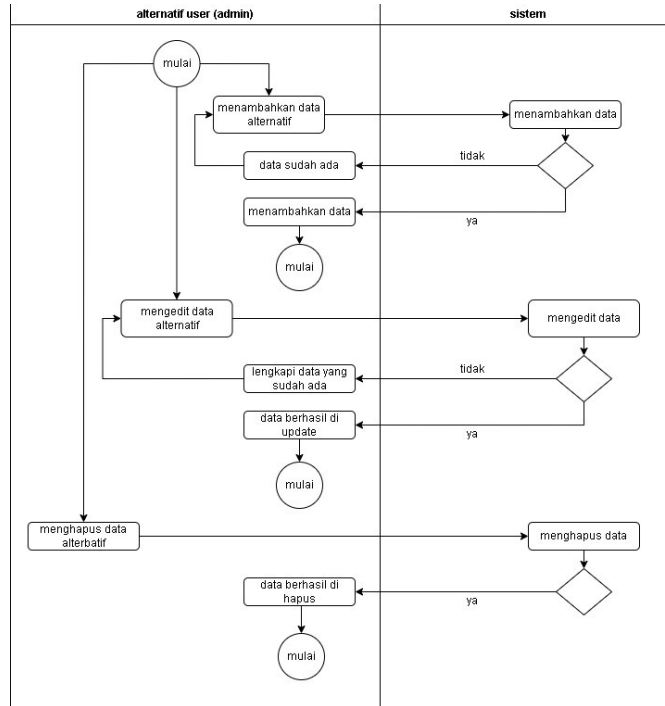 alternatif user (admin)
sistem
mulai
menambahkan data
alternatif
menambahkan data
data sudah ada
tidak
menambahkan data
ya
mulai
mengedit data
alternatif
mengedit data
lengkapi data yang
sudah ada
tidak
data berhasil di
update
ya
mulai
menghapus data
alterbatif
menghapus data
data berhasil di
hapus
ya
mulai